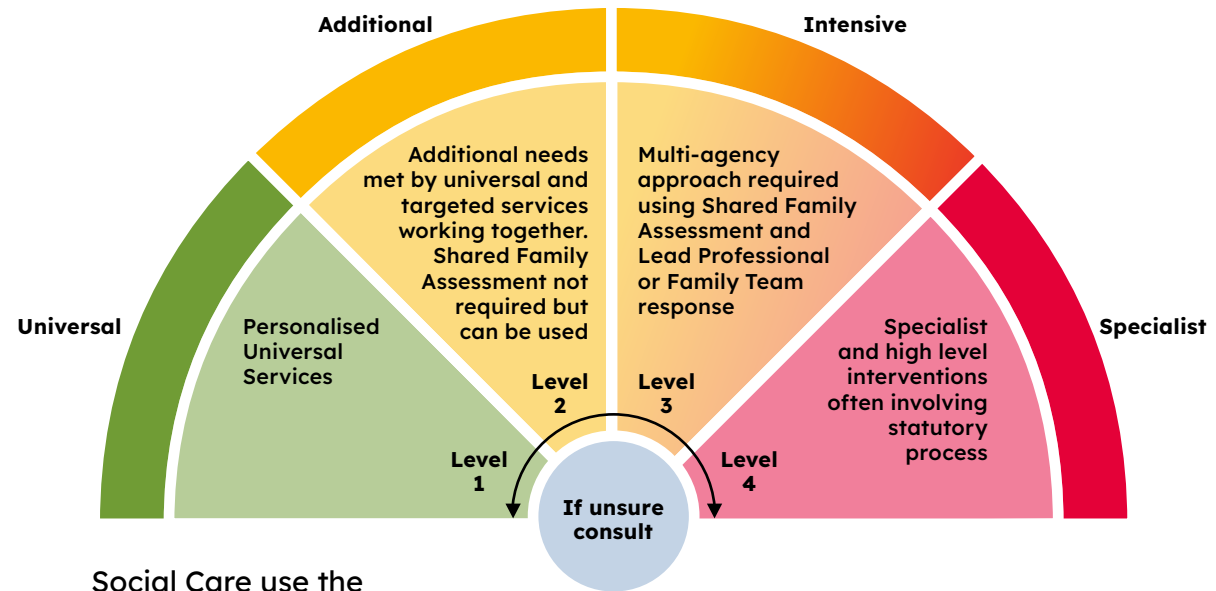 Additional
Intensive
Universal
Specialist
Additional needs
met by universal and
targeted services
working together.
Shared Family
Assessment not
required but
can be used
Multi-agency
approach required
using Shared Family
Assessment and
Lead Professional
or Family Team
response
Personalised
Universal
Services
Specialist
and high level
interventions
often involving
statutory
process
Level
1
Level
2
Level
3
Level
4
If unsure
consult
Social Care use the